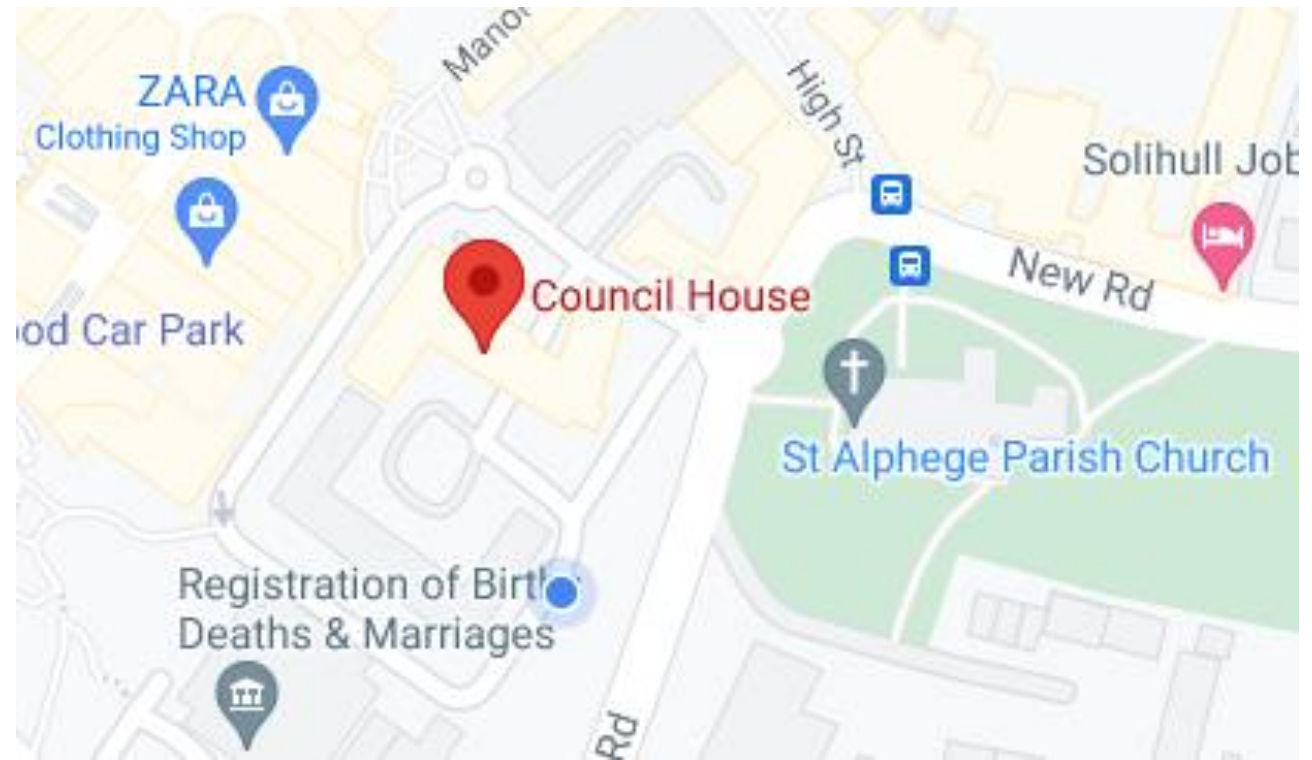 Manor
ZARA
Clothing Shop
High St
Solihull Job
New Rd
Council House
ood Car Park
St Alphege Parish Church
Registration of Birth
Deaths & Marriages
Rd